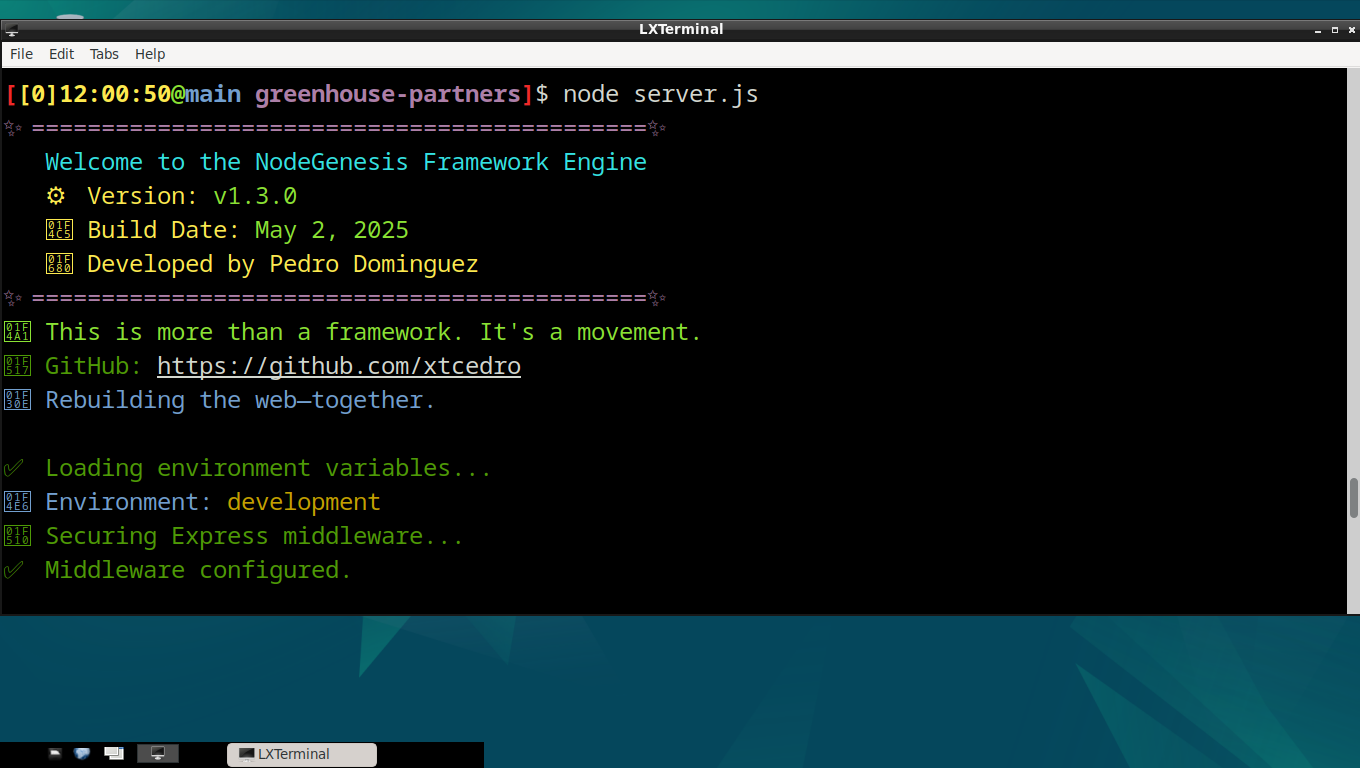 LXTerminal
File Edit Tabs Help
[[0]12:00:50@main greenhouse-partners]$ node server.js
✨ ============================================✨
Welcome to the NodeGenesis Framework Engine
⚙ Version: v1.3.0
01F4C5 Build Date: May 2, 2025
01F680 Developed by Pedro Dominguez
✨ ============================================✨
01F4A1 This is more than a framework. It's a movement.
01F517 GitHub: https://github.com/xtcedro
01F30E Rebuilding the web—together.
✅ Loading environment variables...
01F4E6 Environment: development
01F510 Securing Express middleware...
✅ Middleware configured.
LXTerminal